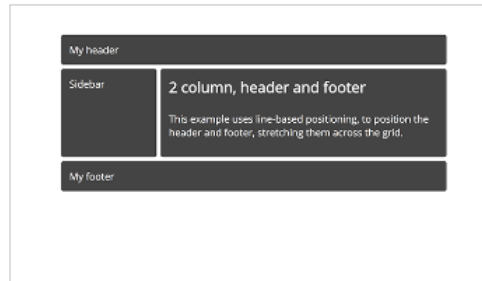 My header
Sidebar
2 column, header and footer
This example uses line-based positioning, to position the
header and footer, stretching them across the grid.
My footer